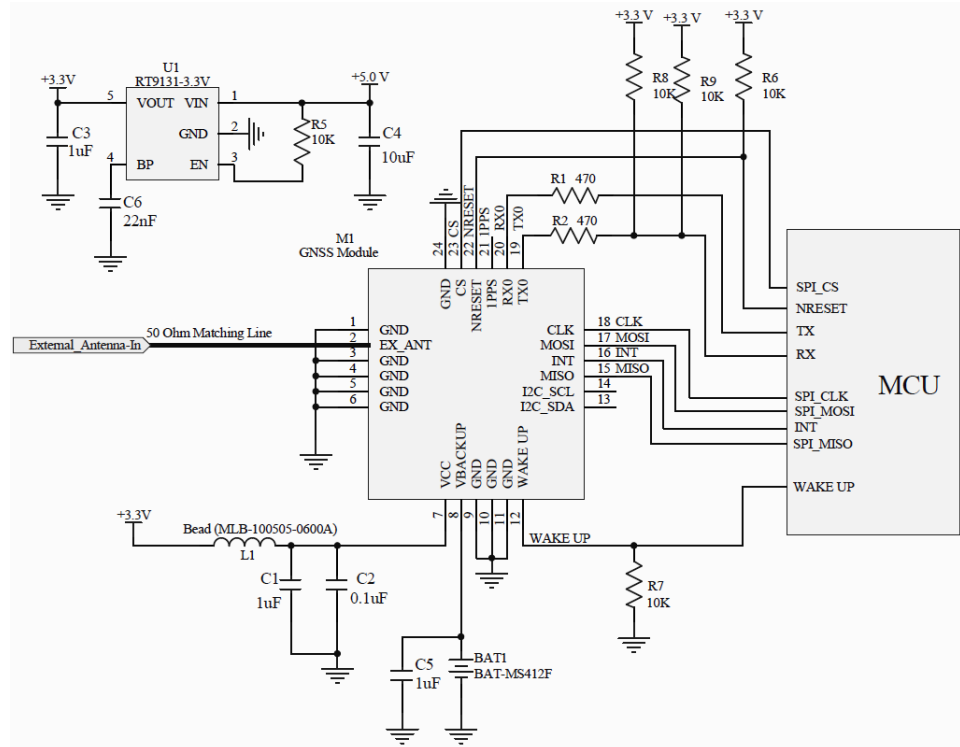 +3.3 V
+3.3 V
+3.3 V
U1
RT9131-3.3V
+3.3V
+5.0 V
5 VOUT VIN 1
GND 2
4 BP EN 3
C3
1uF
R5
10K
C4
10uF
C6
22nF
R8
10K
R9
10K
R6
10K
R1 470
R2 470
M1
GNSS Module
24
23 CS
22 NRESET
21 1PPS
20 RX0
19 TX0
GND
CS
NRESET
1PPS
RX0
TX0
External_Antenna-In
50 Ohm Matching Line
1 GND
2 EX_ANT
3 GND
4 GND
5 GND
6 GND
CLK 18 CLK
MOSI 17 MOSI
INT 16 INT
MISO 15 MISO
I2C_SCL 14
I2C_SDA 13
VCC
VBACKUP
GND
GND
GND
WAKE UP
7
8
9
10
11
12
MCU
SPI_CS
NRESET
TX
RX
SPI_CLK
SPI_MOSI
INT
SPI_MISO
WAKE UP
+3.3V
Bead (MLB-100505-0600A)
L1
C1
1uF
C2
0.1uF
WAKE UP
R7
10K
C5
1uF
BAT1
BAT-MS412F